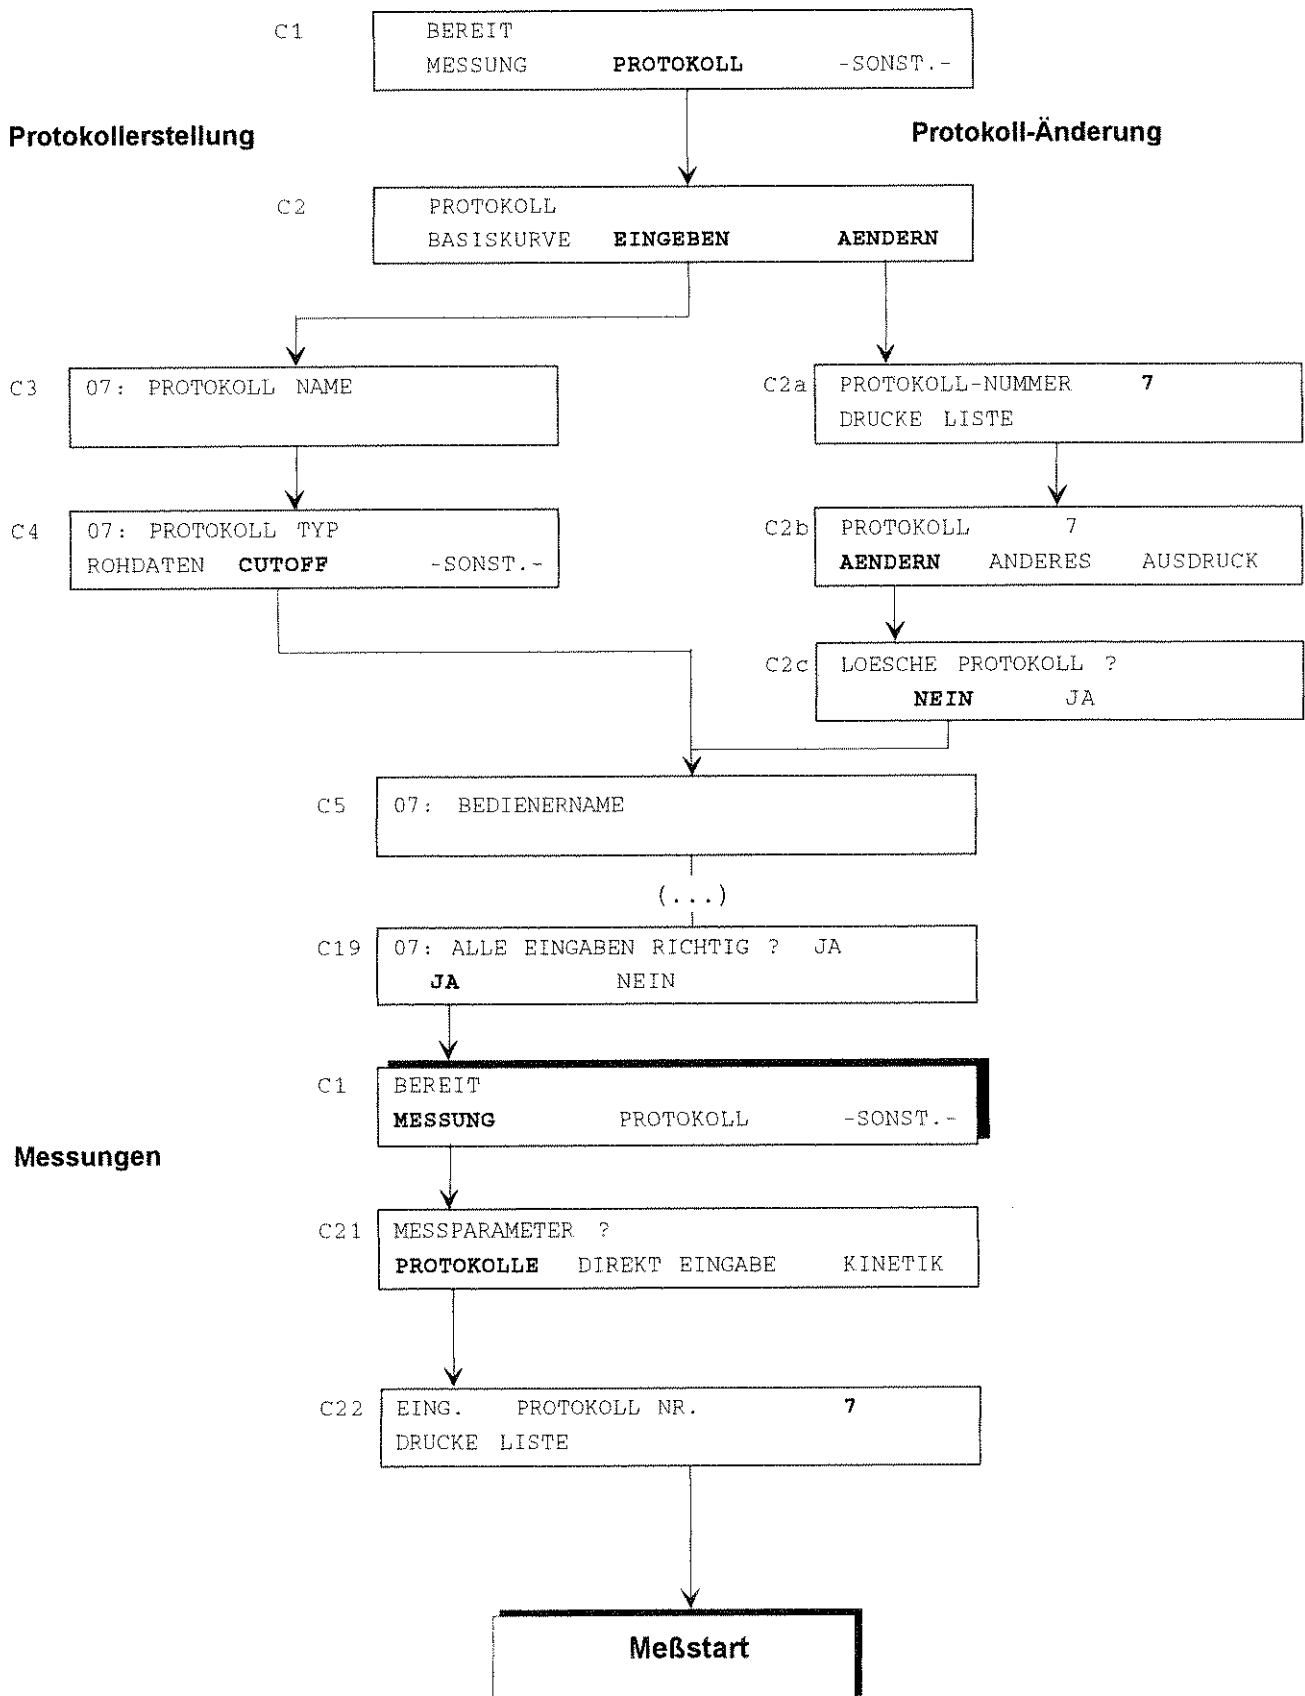 C1 BEREIT
MESSUNG PROTOKOLL -SONST.-
Protokollerstellung
Protokoll-Änderung
C2 PROTOKOLL
BASISKURVE EINGEBEN AENDERN
C3 07: PROTOKOLL NAME
C2a PROTOKOLL-NUMMER 7
DRUCKE LISTE
C4 07: PROTOKOLL TYP
ROHDATEN CUTOFF -SONST.-
C2b PROTOKOLL 7
AENDERN ANDERES AUSDRUCK
C2c LOESCHE PROTOKOLL ?
NEIN JA
C5 07: BEDIENERNAME
(...)
C19 07: ALLE EINGABEN RICHTIG ? JA
JA NEIN
C1 BEREIT
MESSUNG PROTOKOLL -SONST.-
Messungen
C21 MESSPARAMETER ?
PROTOKOLLE DIREKT EINGABE KINETIK
C22 EING. PROTOKOLL NR. 7
DRUCKE LISTE
Meßstart